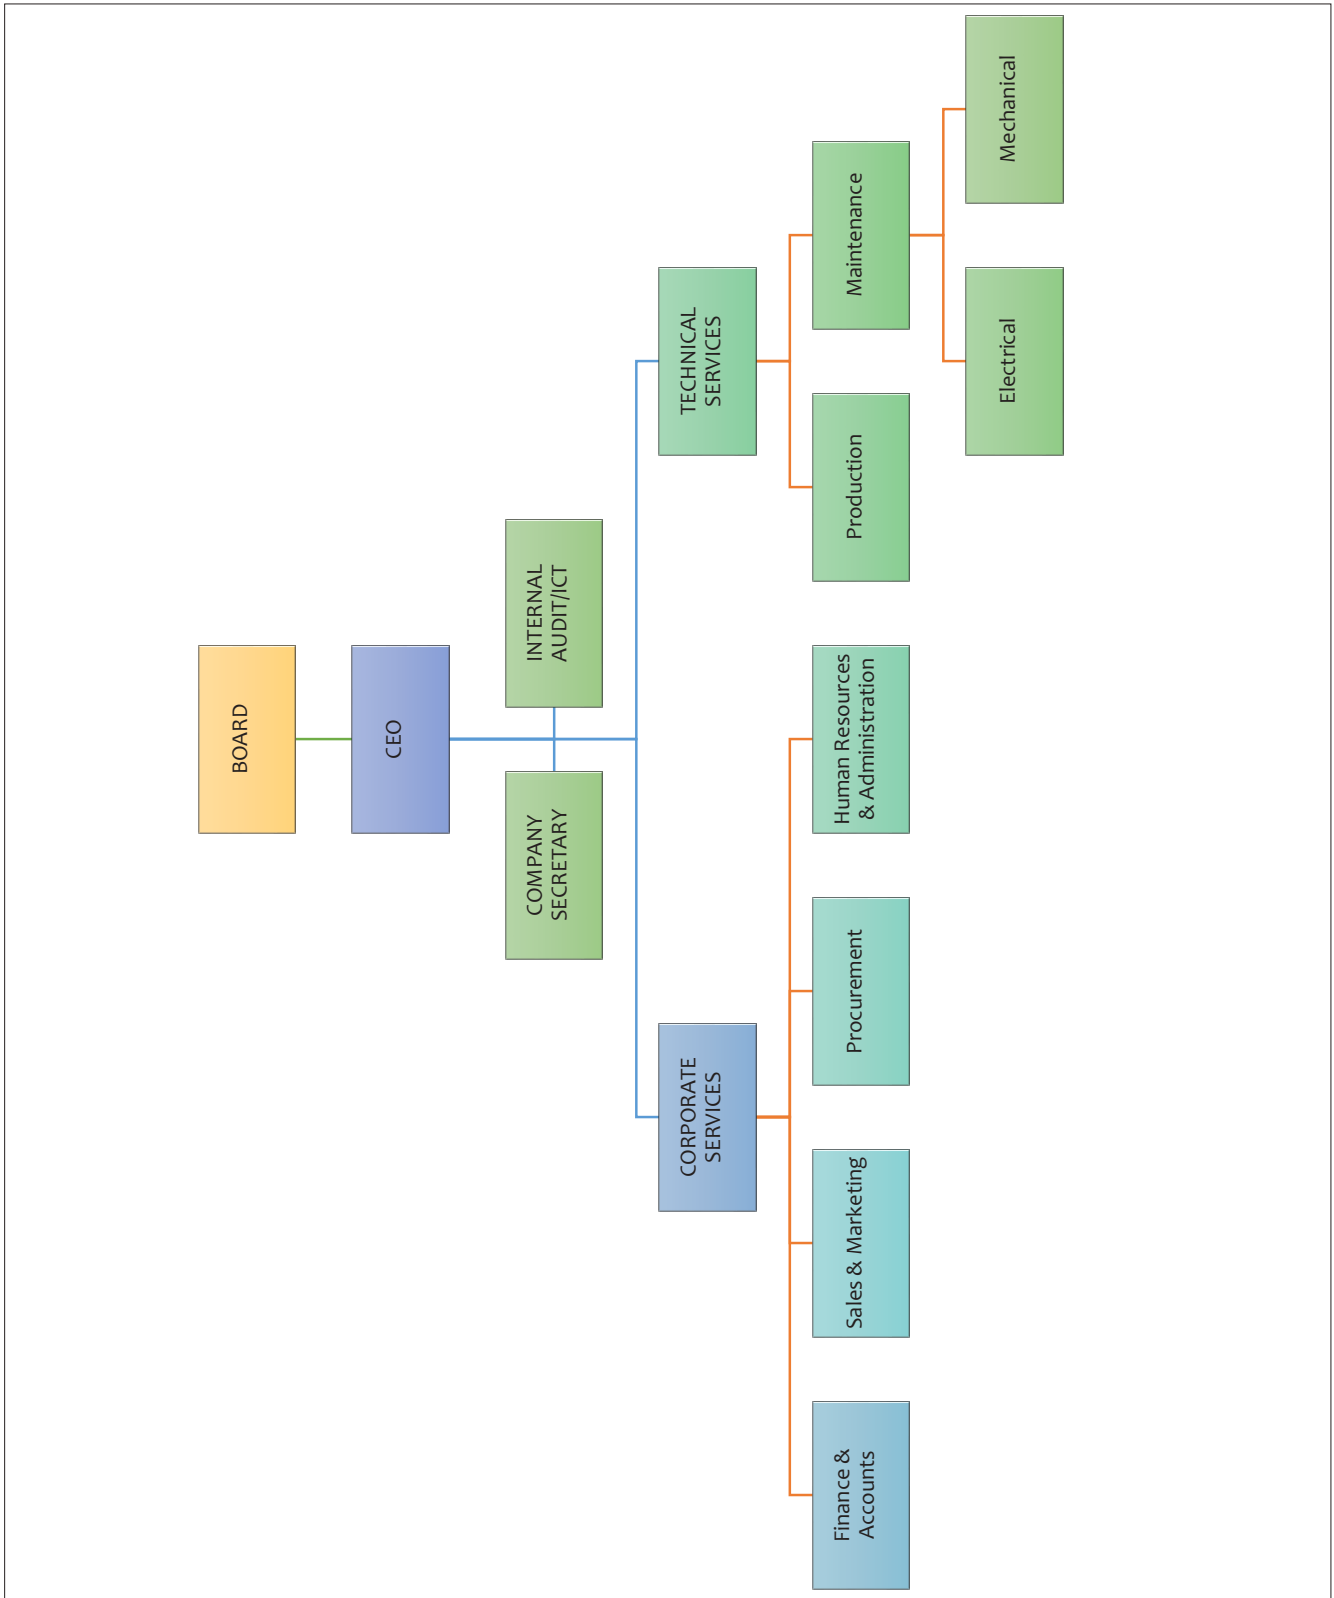 BOARD
CEO
COMPANY
SECRETARY
INTERNAL
AUDIT/ICT
CORPORATE
SERVICES
TECHNICAL
SERVICES
Finance &
Accounts
Sales & Marketing
Procurement
Human Resources
& Administration
Production
Maintenance
Electrical
Mechanical